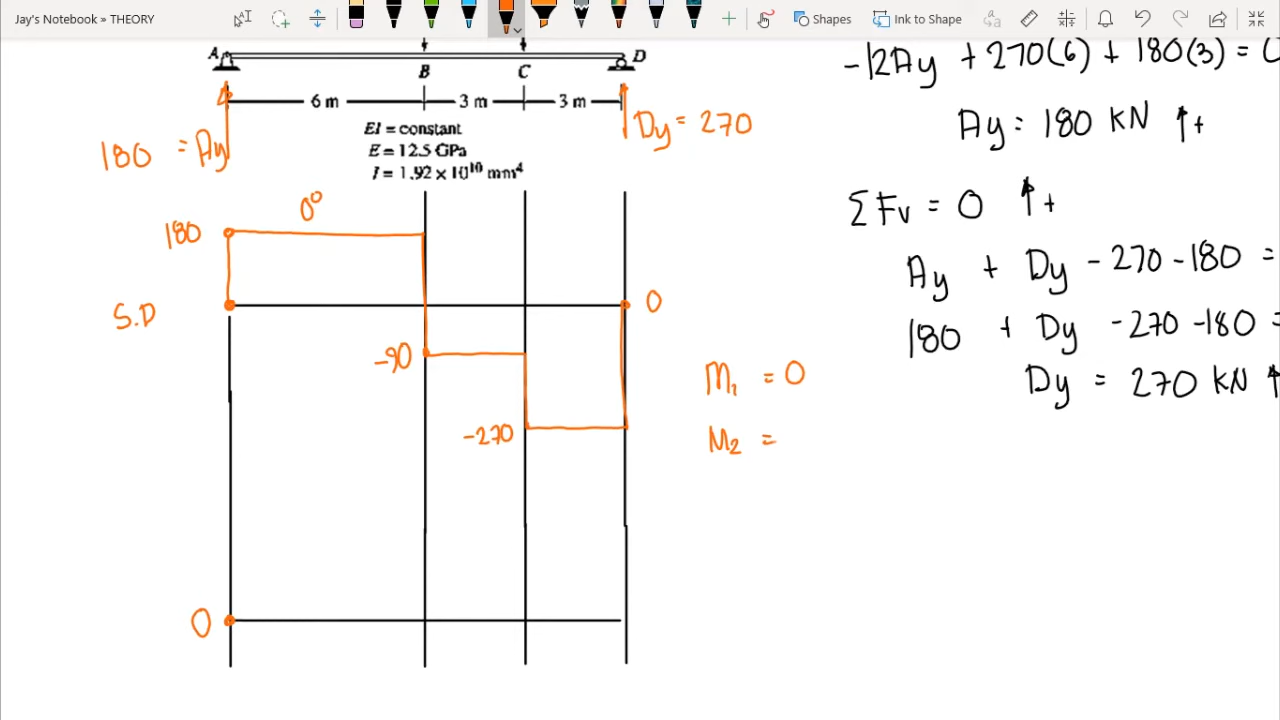 Jay's Notebook » THEORY
Shapes
Ink to Shape
A
D
B
C
6 m
3 m
3 m
180 = Ay
Dy = 270
EI = constant
E = 12.5 GPa
I = 1.92 × 10¹⁰ mm⁴
-12Ay + 270(6) + 180(3) =
Ay = 180 KN ↑+
ΣFv = 0 ↑+
Ay + Dy - 270 - 180 =
180 + Dy - 270 - 180 =
Dy = 270 KN ↑
0°
180
S.D
0
-90
-270
M₁ = 0
M₂ =
0